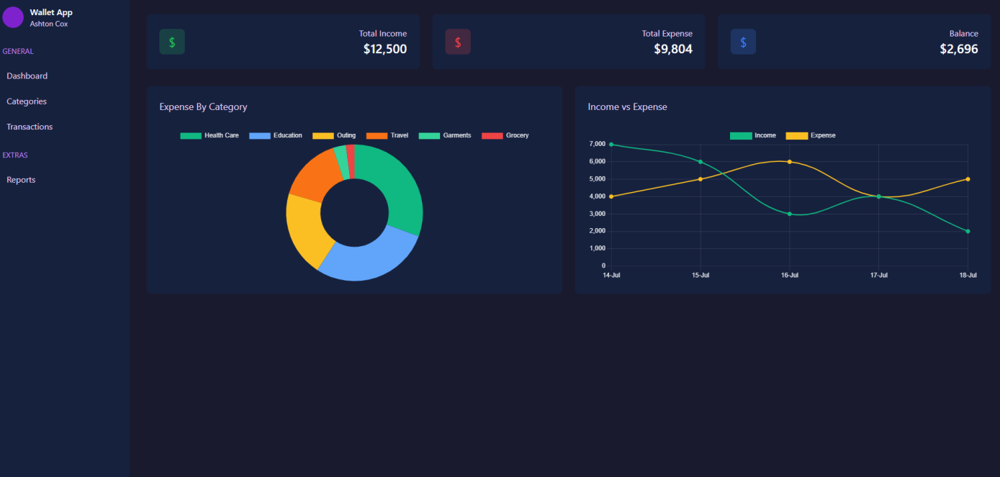 Wallet App
Ashton Cox
GENERAL
Dashboard
Categories
Transactions
EXTRAS
Reports
$
Total Income
$12,500
$
Total Expense
$9,804
$
Balance
$2,696
Expense By Category
Health Care Education Outing Travel Garments Grocery
Income vs Expense
Income Expense
7,000
6,000
5,000
4,000
3,000
2,000
1,000
0
14-Jul 15-Jul 16-Jul 17-Jul 18-Jul